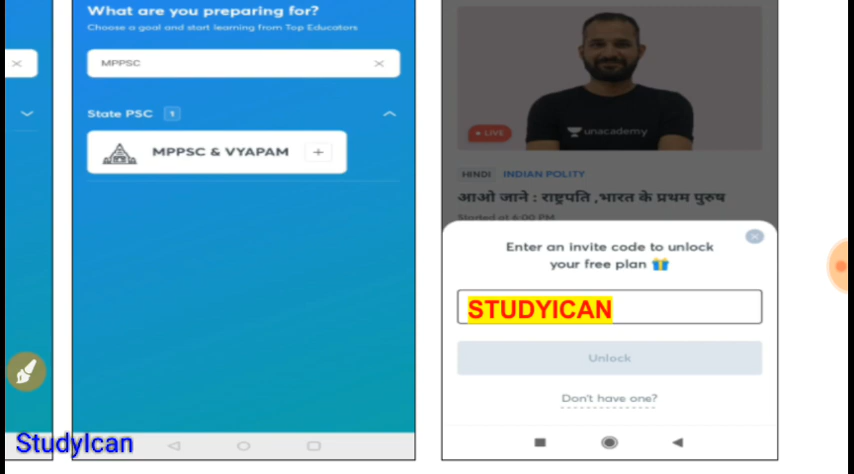 What are you preparing for?
Choose a goal and start learning from Top Educators
MPPSC
State PSC 1
MPPSC & VYAPAM
StudyIcan
unacademy
LIVE
HINDI INDIAN POLITY
आओ जाने : राष्ट्रपति ,भारत के प्रथम पुरुष
Started at 6:00 PM
Enter an invite code to unlock
your free plan
STUDYICAN
Unlock
Don't have one?